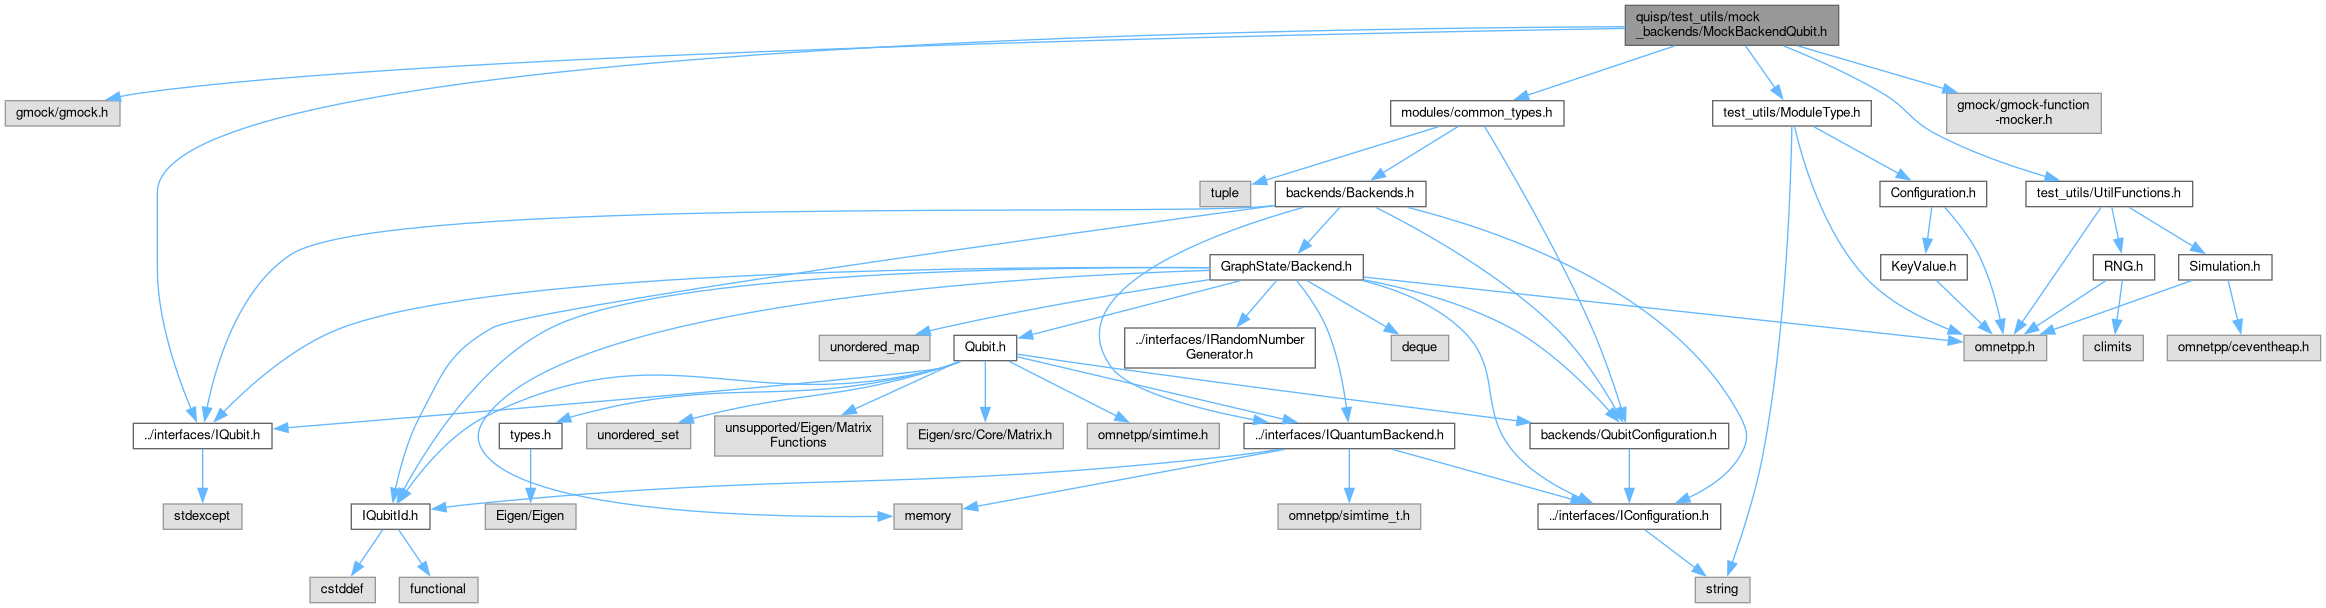 quisp/test_utils/mock
_backends/MockBackendQubit.h
gmock/gmock.h
modules/common_types.h
test_utils/ModuleType.h
gmock/gmock-function
-mocker.h
tuple
backends/Backends.h
Configuration.h
test_utils/UtilFunctions.h
GraphState/Backend.h
KeyValue.h
RNG.h
Simulation.h
unordered_map
Qubit.h
../interfaces/IRandomNumber
Generator.h
deque
omnetpp.h
climits
omnetpp/ceventheap.h
../interfaces/IQubit.h
types.h
unordered_set
unsupported/Eigen/Matrix
Functions
Eigen/src/Core/Matrix.h
omnetpp/simtime.h
../interfaces/IQuantumBackend.h
backends/QubitConfiguration.h
stdexcept
IQubitId.h
Eigen/Eigen
memory
omnetpp/simtime_t.h
../interfaces/IConfiguration.h
cstddef
functional
string